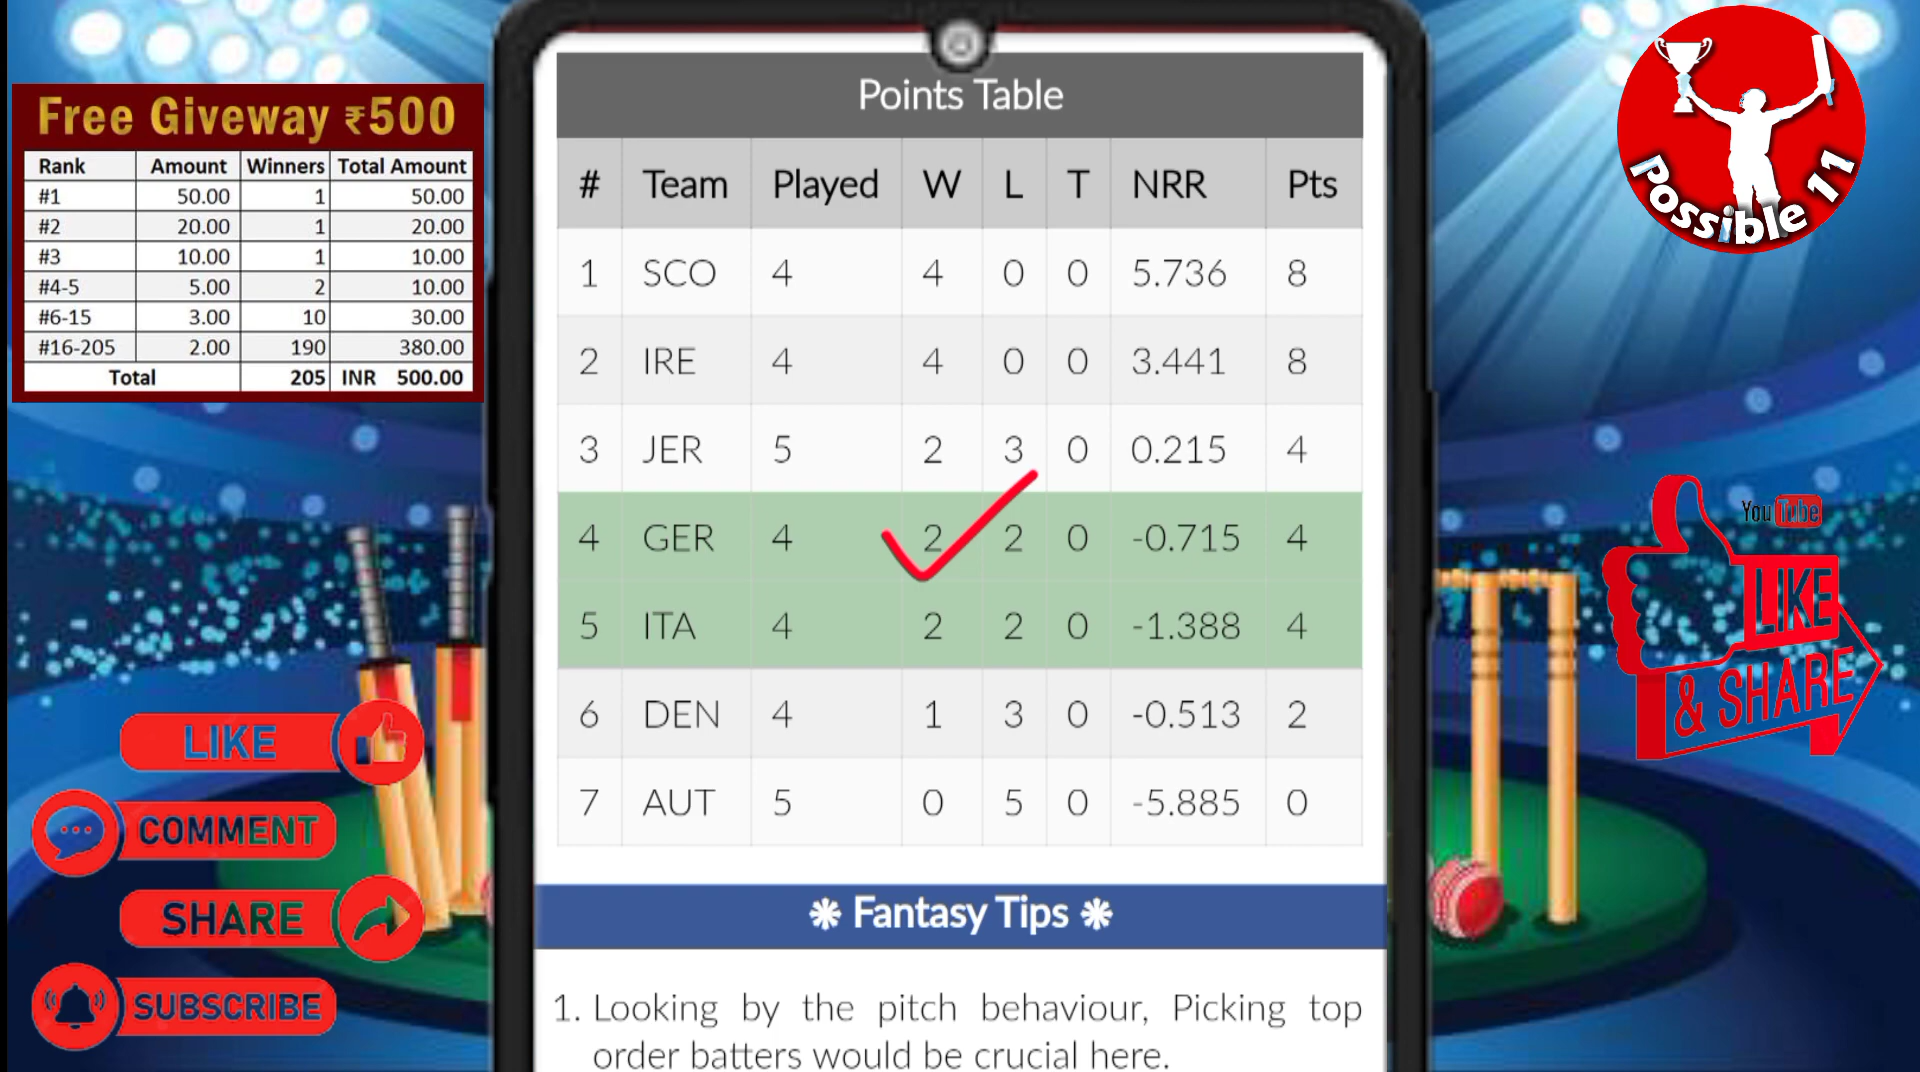 Free Giveway ₹500
Rank Amount Winners Total Amount
#1 50.00 1 50.00
#2 20.00 1 20.00
#3 10.00 1 10.00
#4-5 5.00 2 10.00
#6-15 3.00 10 30.00
#16-205 2.00 190 380.00
Total 205 INR 500.00
LIKE
COMMENT
SHARE
SUBSCRIBE
Points Table
# Team Played W L T NRR Pts
1 SCO 4 4 0 0 5.736 8
2 IRE 4 4 0 0 3.441 8
3 JER 5 2 3 0 0.215 4
4 GER 4 2 2 0 -0.715 4
5 ITA 4 2 2 0 -1.388 4
6 DEN 4 1 3 0 -0.513 2
7 AUT 5 0 5 0 -5.885 0
❋ Fantasy Tips ❋
1. Looking by the pitch behaviour, Picking top
order batters would be crucial here.
Possible 11
YouTube
LIKE
& SHARE